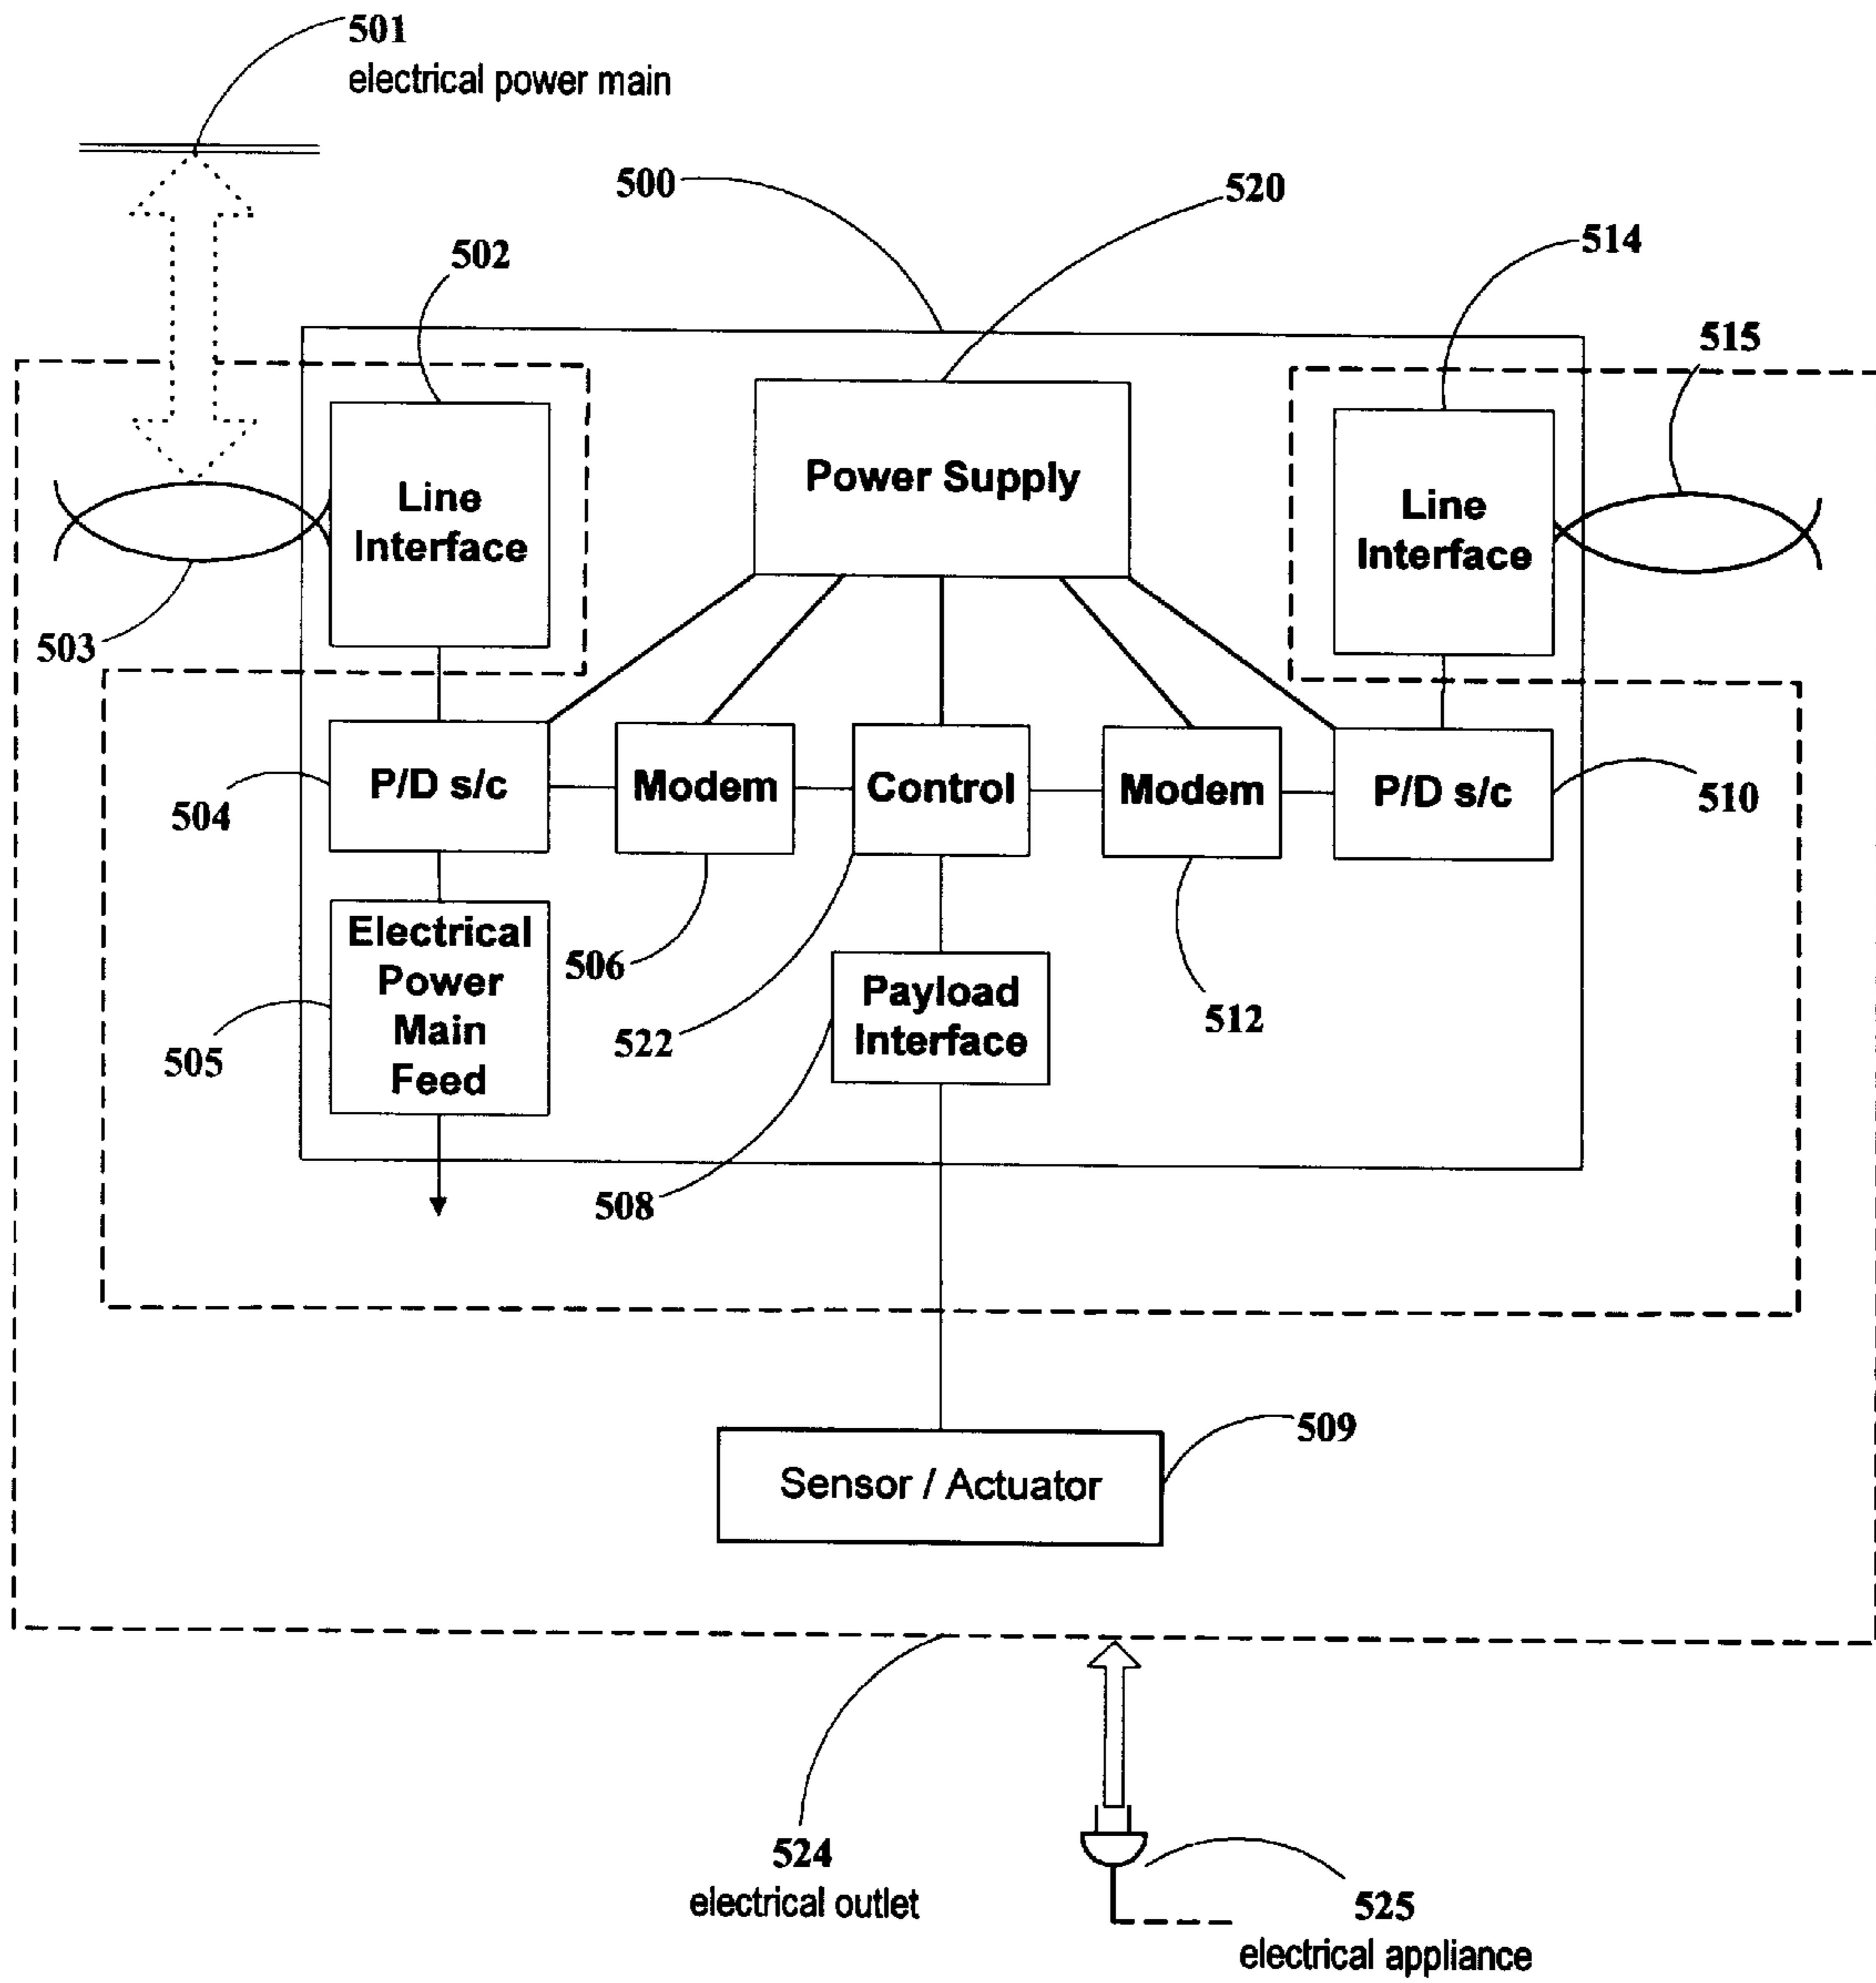 501
electrical power main
500
520
502
514
515
Line
Interface
Power Supply
Line
Interface
503
504
P/D s/c
Modem
Control
Modem
P/D s/c
510
Electrical
Power
Main
Feed
505
506
522
Payload
Interface
512
508
509
Sensor / Actuator
524
electrical outlet
525
electrical appliance